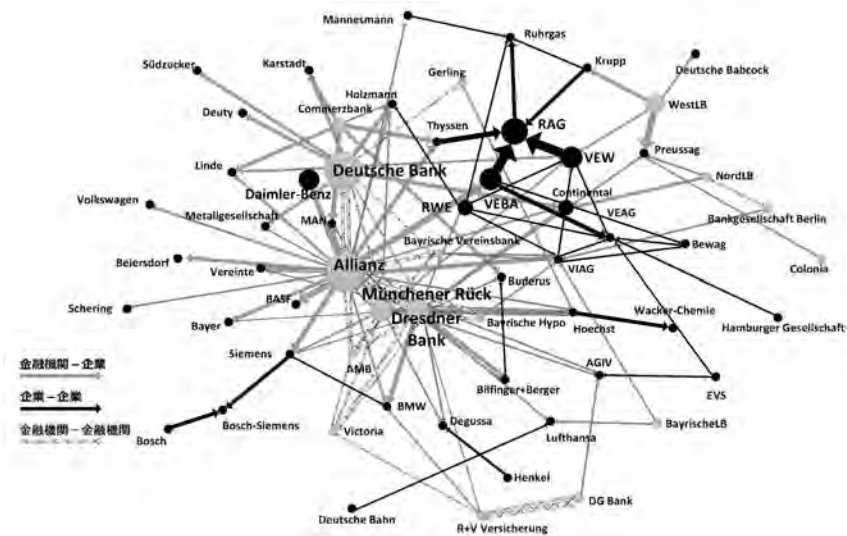 Mannesmann
Ruhrgas
Krupp
Südzucker
Karstadt
Gerling
Deutsche Babcock
Holzmann
Commerzbank
WestLB
Deuty
Thyssen
RAG
Preussag
Linde
Deutsche Bank
VEW
NordLB
Daimler-Benz
VEBA
Continental
Volkswagen
RWE
VEAG
Metallgesellschaft
MAN
Bankgesellschaft Berlin
Bayrische Vereinsbank
Bewag
Beiersdorf
Vereinte
Allianz
VIAG
Colonia
Buderus
Schering
BASF
Münchener Rück
Wacker-Chemie
Bayer
Dresdner
Bank
Bayrische Hypo
Hoechst
Hamburger Gesellschaft
Siemens
金融機関－企業
AMB
AGIV
Bilfinger+Berger
EVS
企業－企業
BMW
Degussa
Bosch
Bosch-Siemens
Victoria
Lufthansa
BayrischeLB
金融機関－金融機関
Henkel
DG Bank
Deutsche Bahn
R+V Versicherung